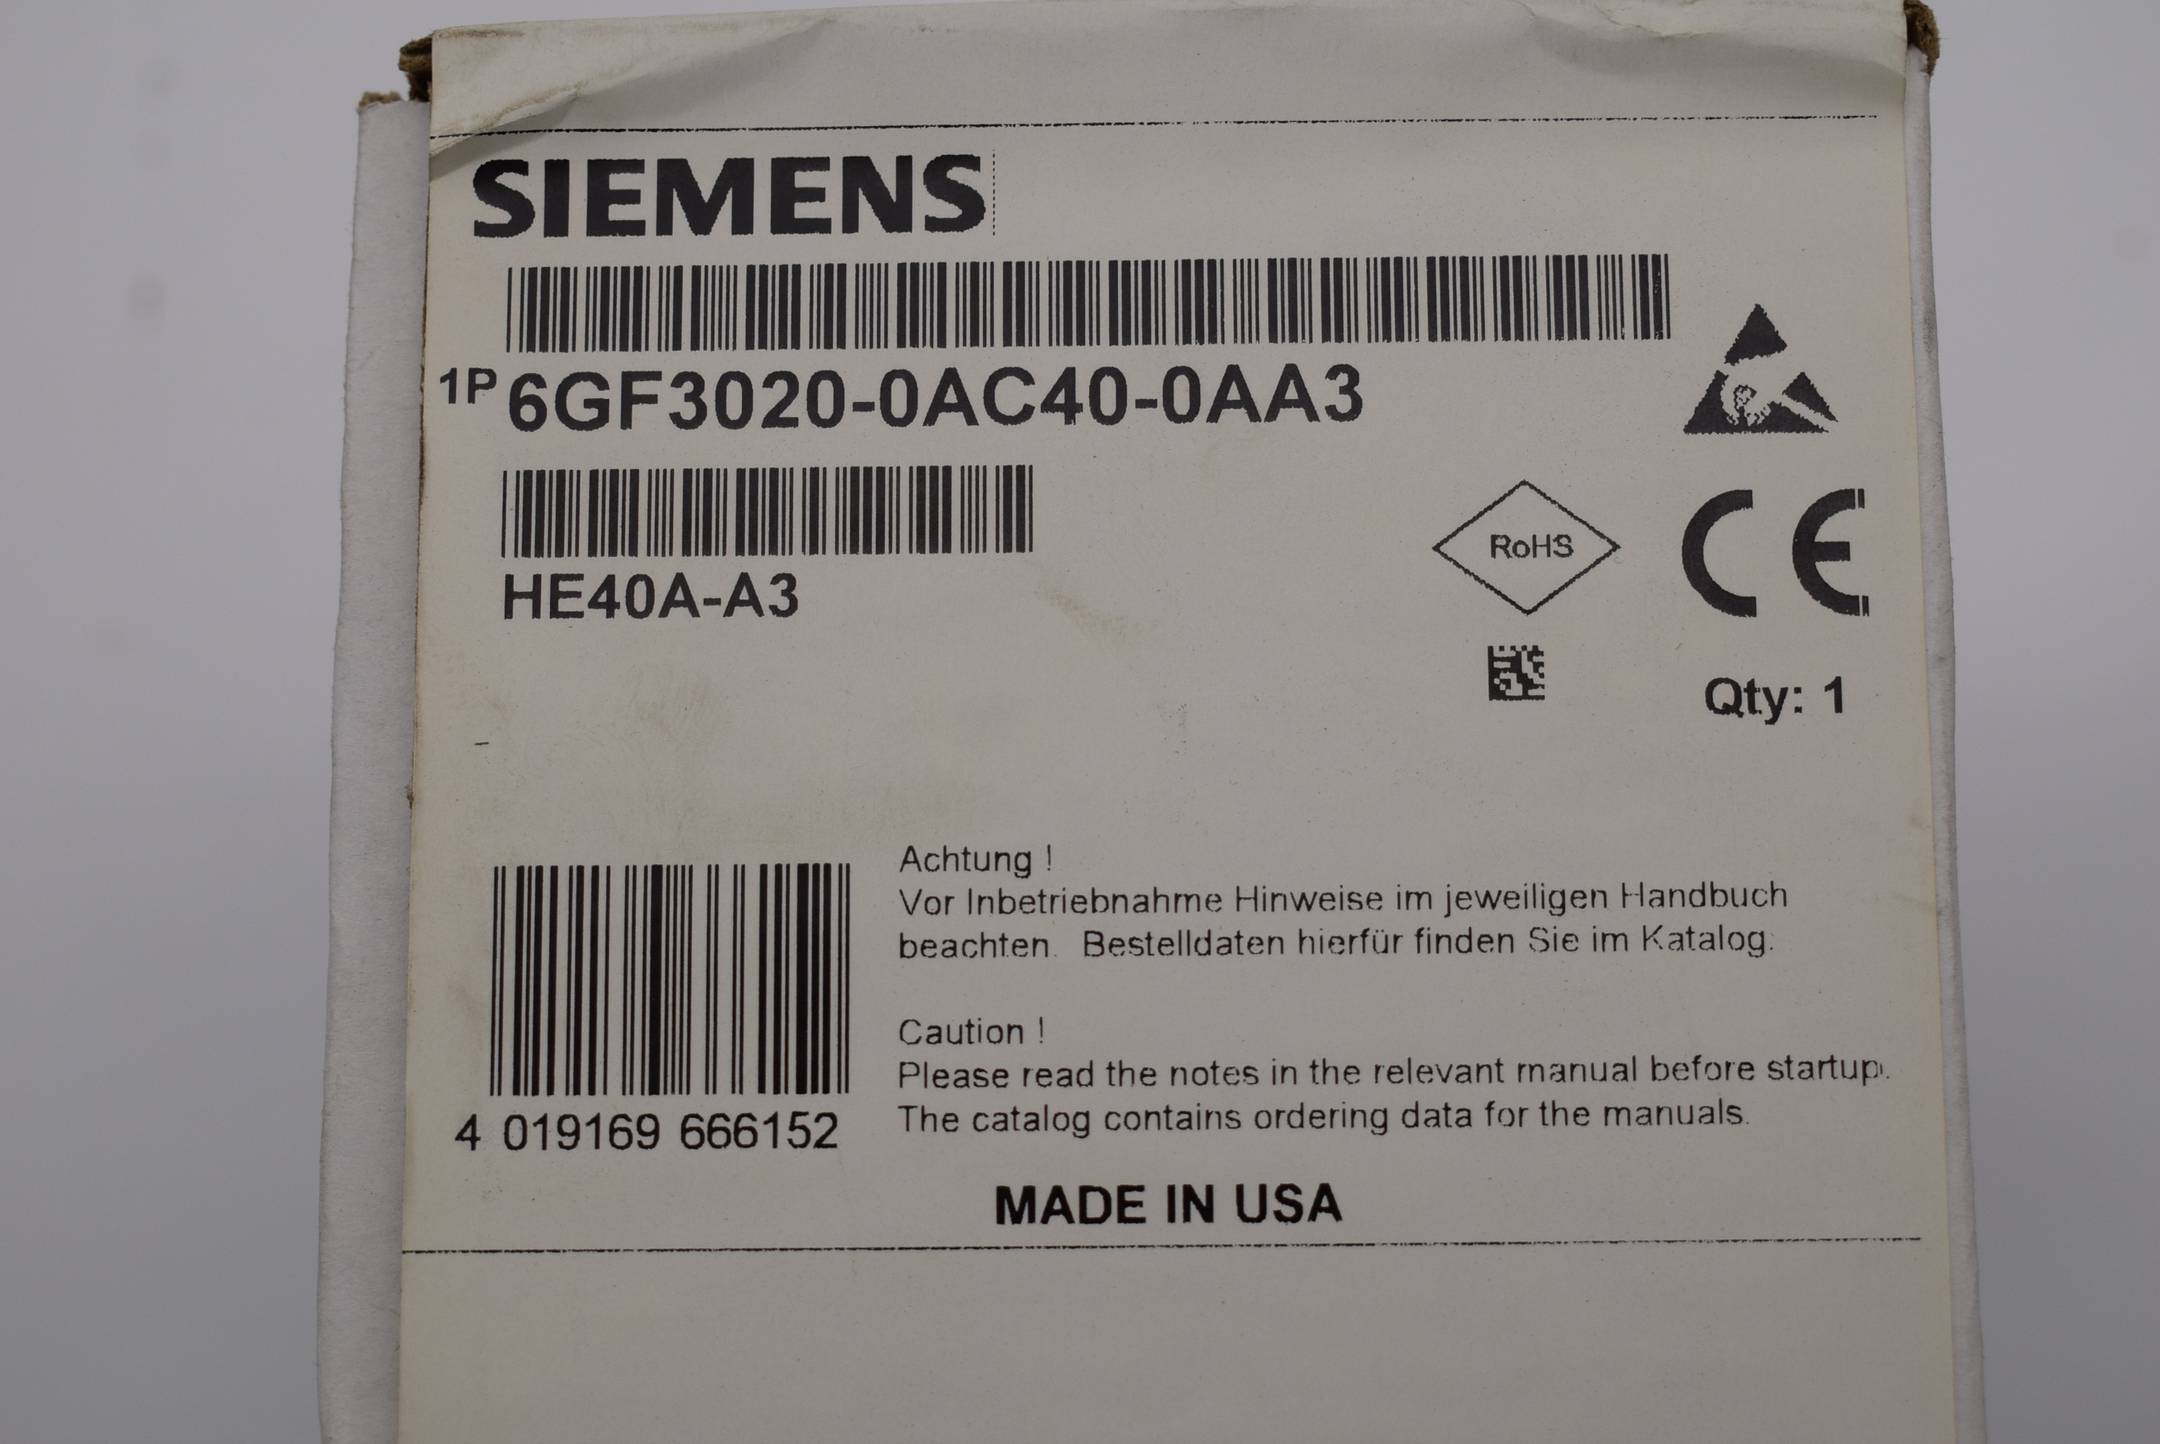 SIEMENS
1P 6GF3020-0AC40-0AA3
HE40A-A3
RoHS
CE
Qty: 1
Achtung !
Vor Inbetriebnahme Hinweise im jeweiligen Handbuch
beachten. Bestelldaten hierfür finden Sie im Katalog.
Caution !
Please read the notes in the relevant manual before startup.
The catalog contains ordering data for the manuals.
4 019169 666152
MADE IN USA